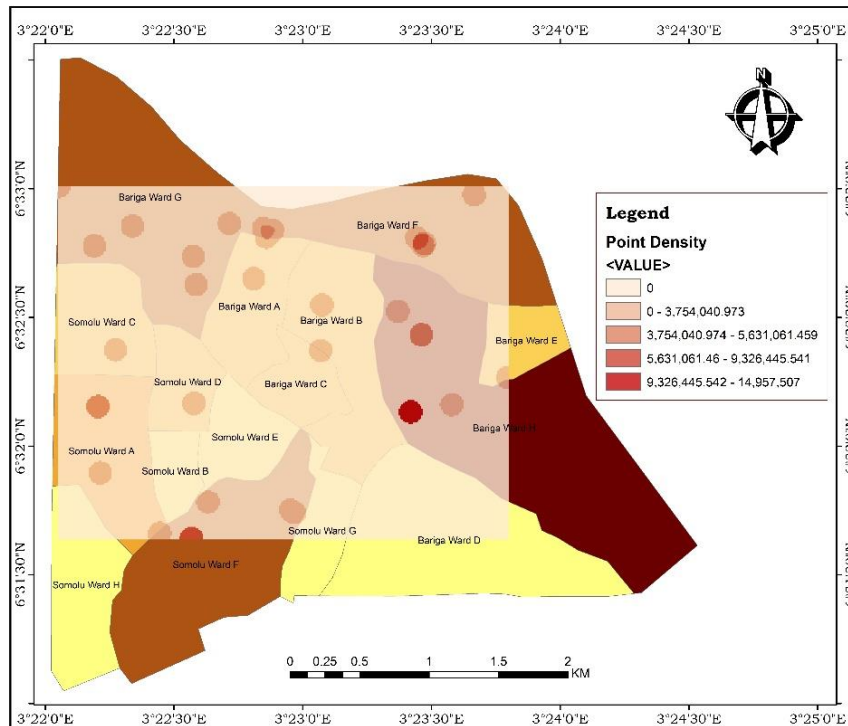 3°22'0"E 3°22'30"E 3°23'0"E 3°23'30"E 3°24'0"E 3°24'30"E 3°25'0"E
N
6°33'0"N
Bariga Ward G
Bariga Ward F
Legend
Point Density
<VALUE>
0
0 - 3,754,040.973
3,754,040.974 - 5,631,061.459
5,631,061.46 - 9,326,445.541
9,326,445.542 - 14,957,507
Bariga Ward A
6°32'30"N
Somolu Ward C
Bariga Ward B
Bariga Ward E
Somolu Ward D
Bariga Ward C
6°32'0"N
Bariga Ward H
Somolu Ward E
Somolu Ward A
Somolu Ward B
Somolu Ward G
Bariga Ward D
Somolu Ward F
6°31'30"N
Somolu Ward H
0 0.25 0.5 1 1.5 2
KM
3°22'0"E 3°22'30"E 3°23'0"E 3°23'30"E 3°24'0"E 3°24'30"E 3°25'0"E